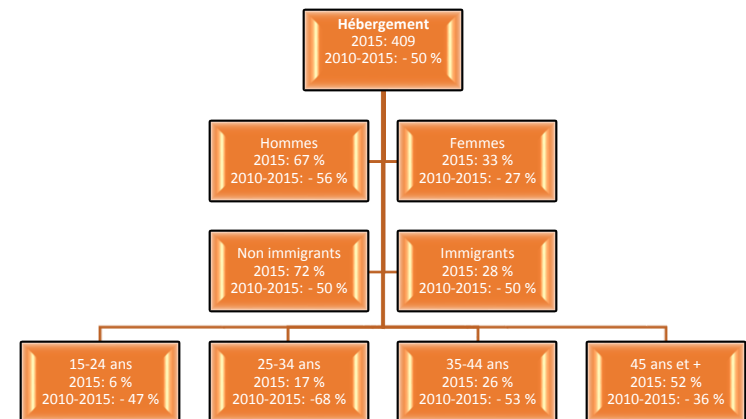 Hébergement
2015: 409
2010-2015: - 50 %
Hommes
2015: 67 %
2010-2015: - 56 %
Femmes
2015: 33 %
2010-2015: - 27 %
Non immigrants
2015: 72 %
2010-2015: - 50 %
Immigrants
2015: 28 %
2010-2015: - 50 %
15-24 ans
2015: 6 %
2010-2015: - 47 %
25-34 ans
2015: 17 %
2010-2015: -68 %
35-44 ans
2015: 26 %
2010-2015: - 53 %
45 ans et +
2015: 52 %
2010-2015: - 36 %